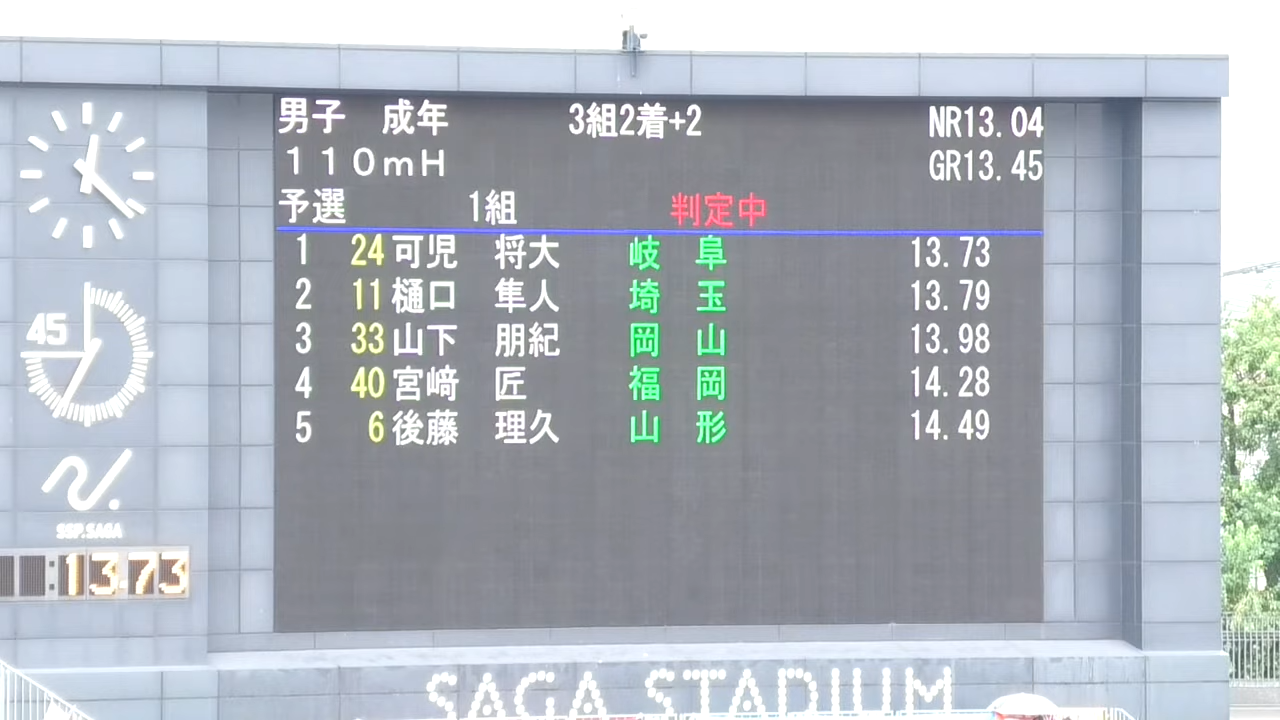 男子 成年 3組2着+2 NR13.04
１１０ｍＨ GR13.45
予選 1組 判定中
1 24 可児 将大 岐阜 13.73
2 11 樋口 隼人 埼玉 13.79
3 33 山下 朋紀 岡山 13.98
4 40 宮﨑 匠 福岡 14.28
5 6 後藤 理久 山形 14.49
45
SSP.SAGA
:13.73
SAGA STADIUM